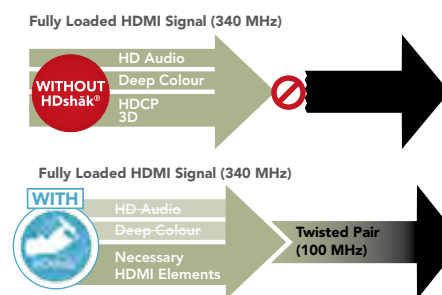 Fully Loaded HDMI Signal (340 MHz)
HD Audio
Deep Colour
HDCP
3D
WITHOUT
HDshāk®
Fully Loaded HDMI Signal (340 MHz)
WITH
HD Audio
Deep Colour
Necessary
HDMI Elements
Twisted Pair
(100 MHz)